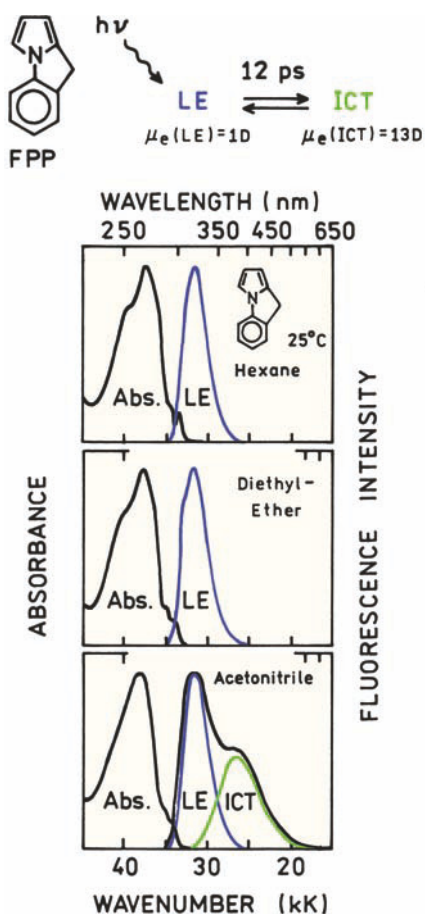 hν
12 ps
LE ICT
μe(LE)=1D μe(ICT)=13D
N
FPP
WAVELENGTH (nm)
250 350 450 550 650
N
25°C
Abs. LE Hexane
Diethyl-
Ether
Abs. LE
Acetonitrile
Abs. LE ICT
40 30 20
WAVENUMBER (kK)
ABSORBANCE
FLUORESCENCE INTENSITY